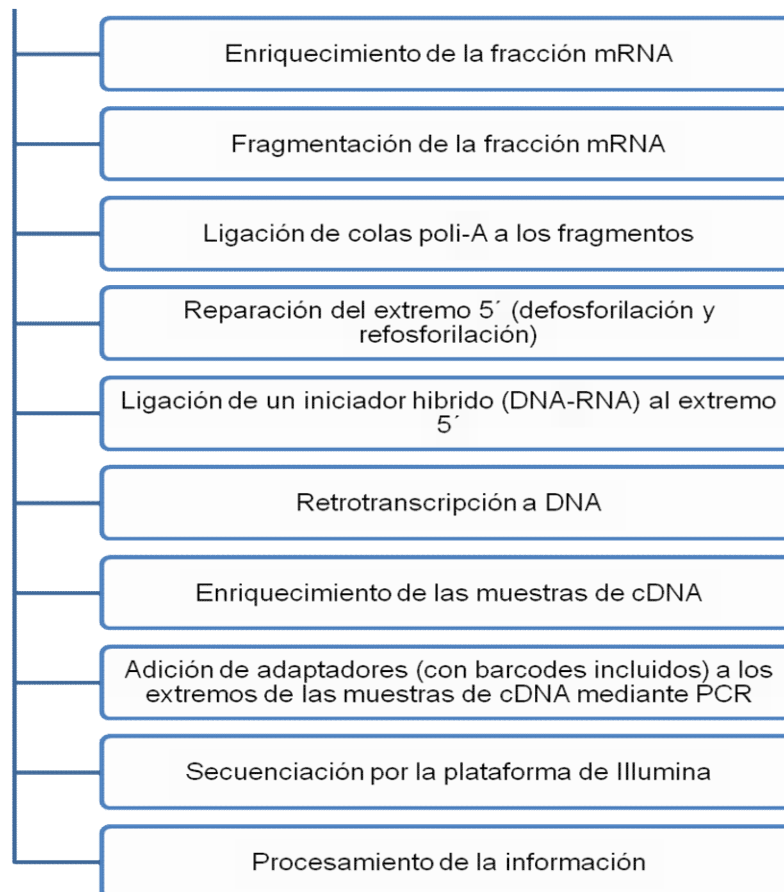 Enriquecimiento de la fracción mRNA
Fragmentación de la fracción mRNA
Ligación de colas poli-A a los fragmentos
Reparación del extremo 5´ (defosforilación y
refosforilación)
Ligación de un iniciador hibrido (DNA-RNA) al extremo
5´
Retrotranscripción a DNA
Enriquecimiento de las muestras de cDNA
Adición de adaptadores (con barcodes incluidos) a los
extremos de las muestras de cDNA mediante PCR
Secuenciación por la plataforma de Illumina
Procesamiento de la información